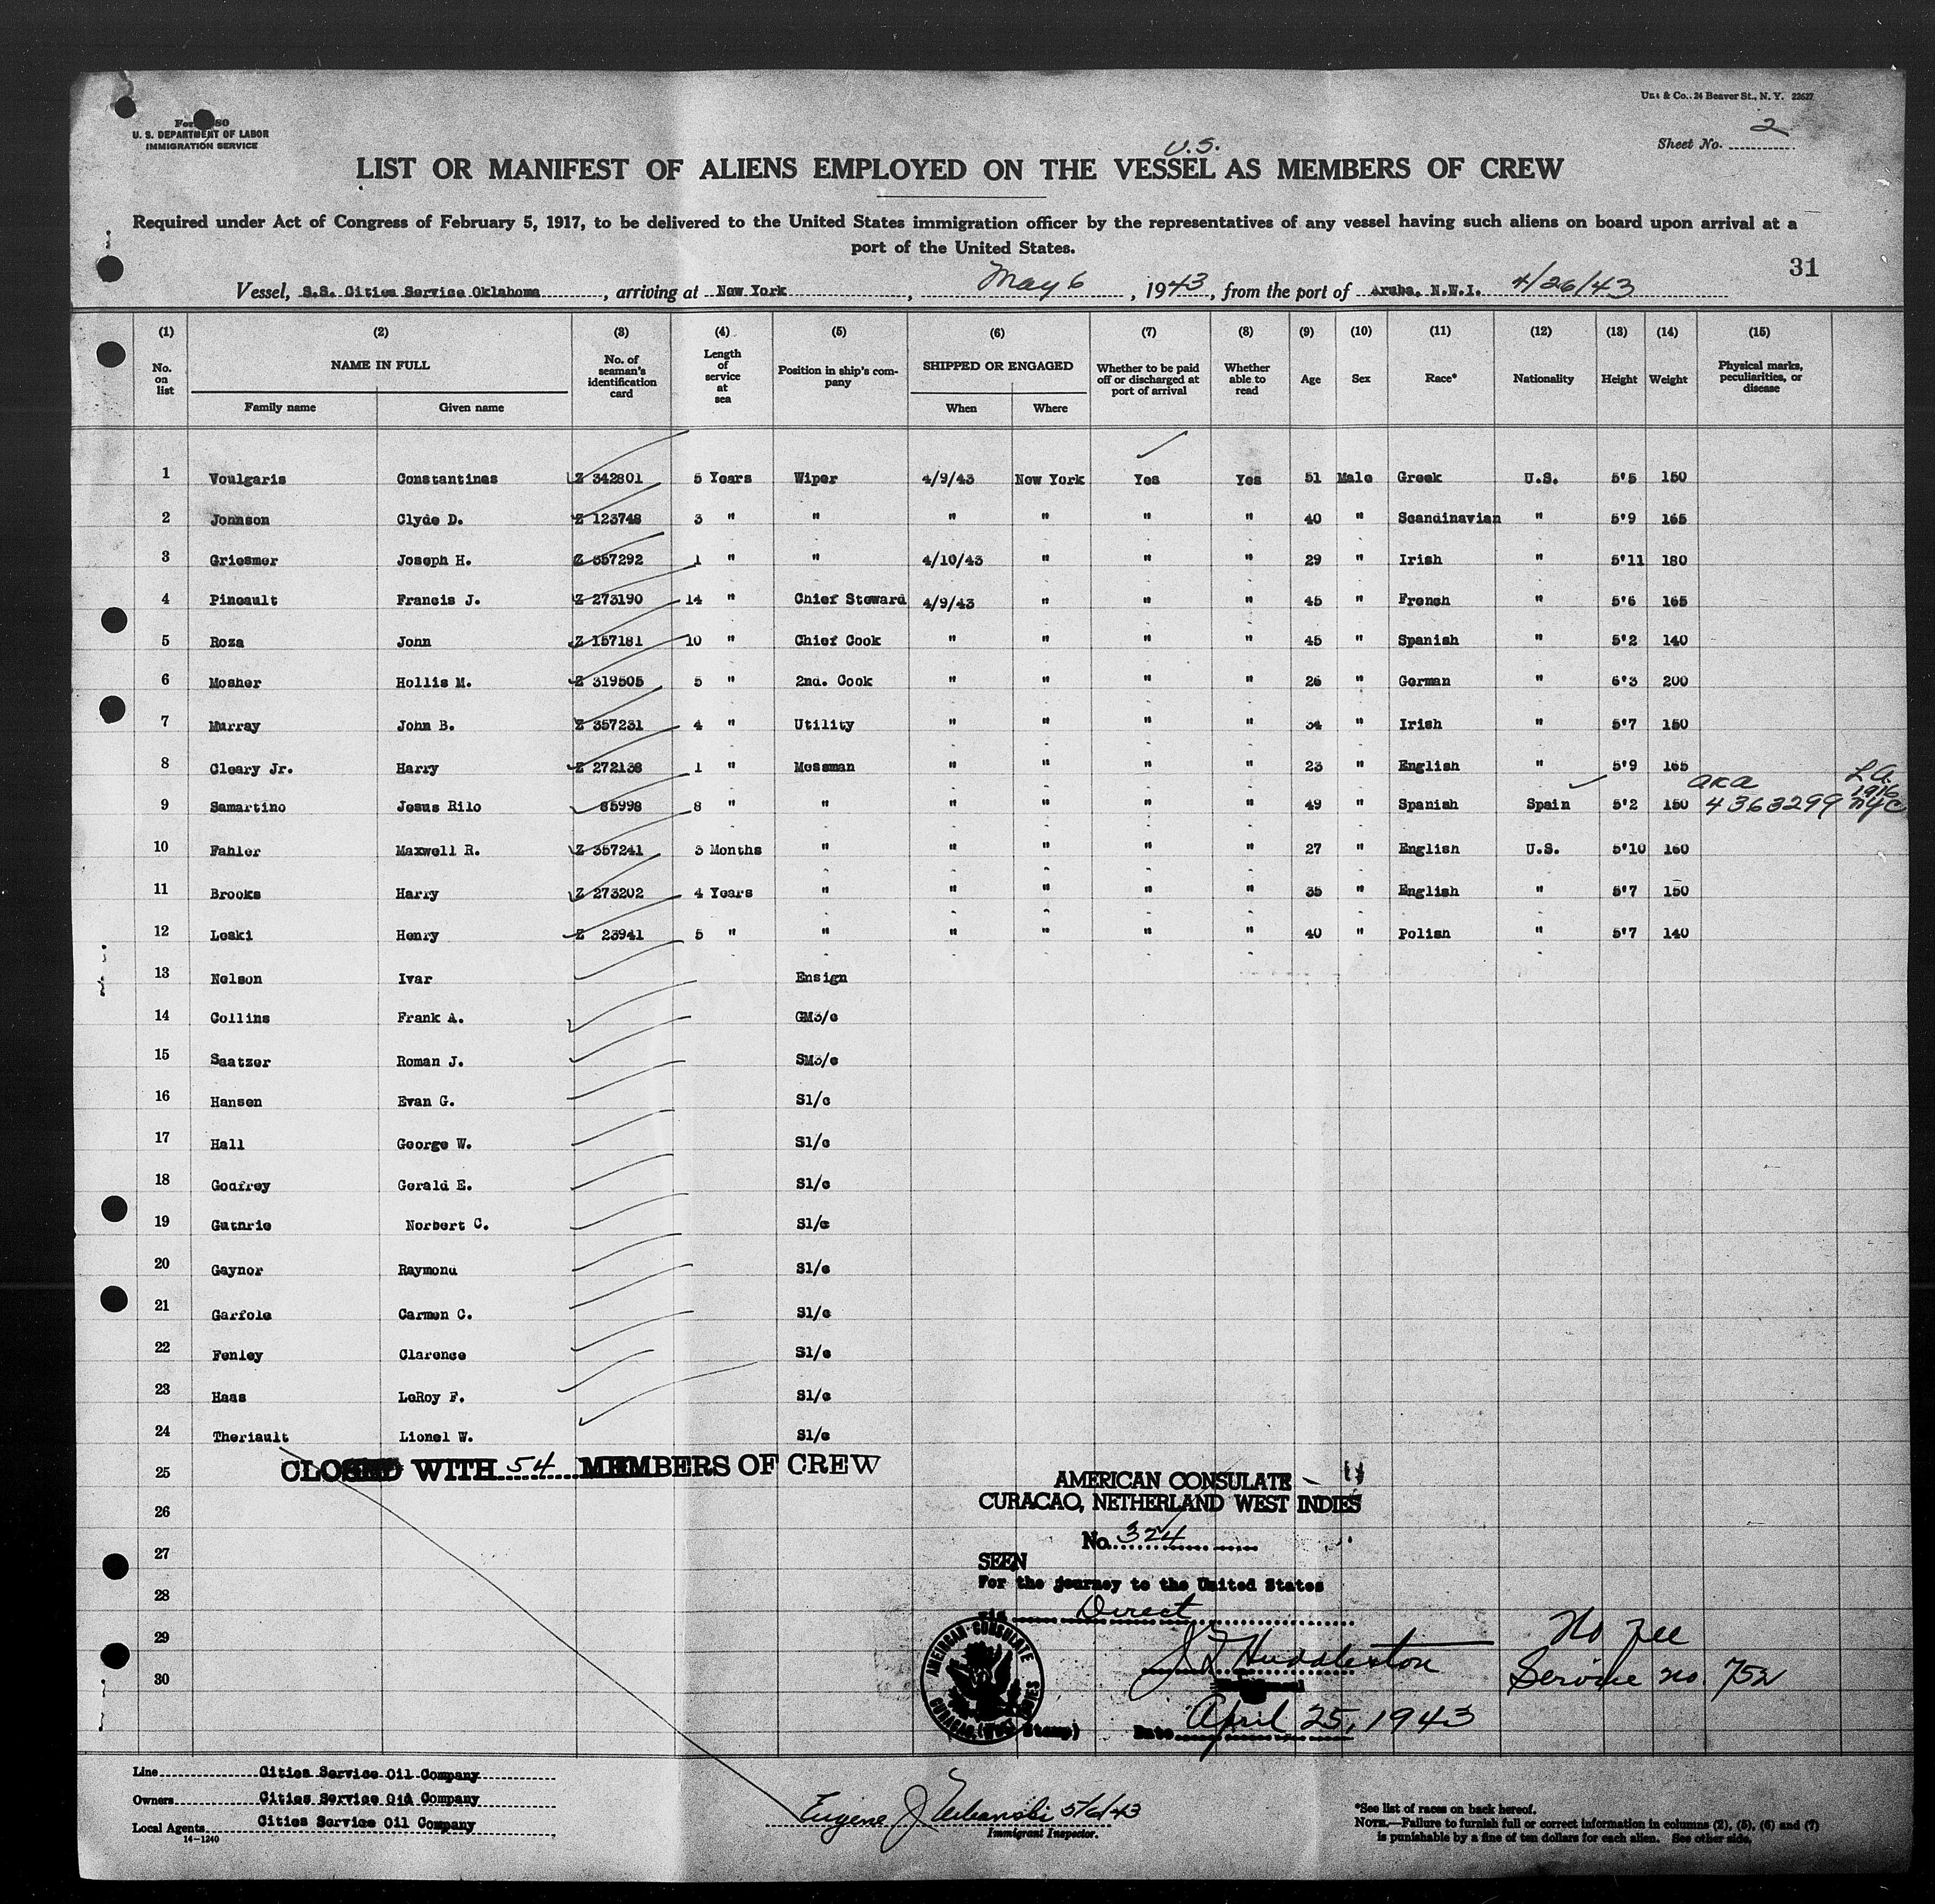 Unz & Co., 24 Beaver St., N. Y. 22627
U. S. DEPARTMENT OF LABOR
IMMIGRATION SERVICE
Sheet No. 2
U.S.
LIST OR MANIFEST OF ALIENS EMPLOYED ON THE VESSEL AS MEMBERS OF CREW
Required under Act of Congress of February 5, 1917, to be delivered to the United States immigration officer by the representatives of any vessel having such aliens on board upon arrival at a
port of the United States.
31
Vessel, S.S. Cities Service Oklahoma, arriving at New York, May 6, 1943, from the port of Aruba, N.W.I. 4/26/43
(1) (2) (3) (4) (5) (6) (7) (8) (9) (10) (11) (12) (13) (14) (15)
No. on list NAME IN FULL No. of seaman's identification card Length of service at sea Position in ship's company SHIPPED OR ENGAGED Whether to be paid off or discharged at port of arrival Whether able to read Age Sex Race* Nationality Height Weight Physical marks, peculiarities, or disease
Family name Given name When Where
1 Voulgaris Constantinos Z 342801 5 Years Wiper 4/9/43 New York Yes Yes 51 Male Greek U.S. 5'5 150
2 Johnson Clyde D. Z 123748 3 " " " " " " 40 " Scandinavian " 5'9 165
3 Griesmer Joseph H. Z 357292 1 " " 4/10/43 " " " 29 " Irish " 5'11 180
4 Pineault Francis J. Z 273190 14 " Chief Steward 4/9/43 " " " 45 " French " 5'6 165
5 Roza John Z 157181 10 " Chief Cook " " " " 45 " Spanish " 5'2 140
6 Mosher Hollis M. Z 319505 5 " 2nd. Cook " " " " 26 " German " 6'3 200
7 Murray John B. Z 357231 4 " Utility " " " " 34 " Irish " 5'7 150
8 Cleary Jr. Harry Z 272138 1 " Messman " " " " 23 " English " 5'9 165
9 Samartino Jesus Rilo 85998 8 " " " " " " 49 " Spanish Spain 5'2 150 aka 4363299 L.A. 1916 NYC
10 Fahler Maxwell R. Z 357241 3 Months " " " " " 27 " English U.S. 5'10 160
11 Brooks Harry Z 273202 4 Years " " " " " 35 " English " 5'7 150
12 Leski Henry Z 23941 5 " " " " " " 40 " Polish " 5'7 140
13 Nelson Ivar Ensign
14 Collins Frank A. GM3/c
15 Saatzer Roman J. SM3/c
16 Hansen Evan G. S1/c
17 Hall George W. S1/c
18 Godfrey Gerald E. S1/c
19 Guthrie Norbert C. S1/c
20 Gaynor Raymond S1/c
21 Garfole Carmen C. S1/c
22 Fenley Clarence S1/c
23 Haas LeRoy F. S1/c
24 Theriault Lionel W. S1/c
25
CLOSED WITH 54 MEMBERS OF CREW
26
27
28
29
30
AMERICAN CONSULATE
CURACAO, NETHERLAND WEST INDIES
No. 324
SEEN
For the journey to the United States
via Direct
J F Huddleston
AMERICAN CONSULATE CURACAO, (W. INDIES)
Stamp)
Date April 25, 1943
No fee
Service no. 752
Line Cities Service Oil Company
Owners Cities Service Oil Company
Local Agents Cities Service Oil Company
14-1240
Eugene J Urbanski 5/6/43
Immigrant Inspector.
*See list of races on back hereof.
NOTE.—Failure to furnish full or correct information in columns (2), (5), (6) and (7)
is punishable by a fine of ten dollars for each alien. See other side.